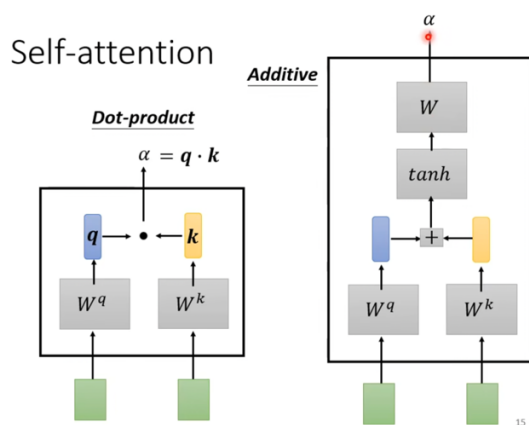 Self-attention
Dot-product
α = q · k
q
k
W^q
W^k
Additive
α
W
tanh
+
W^q
W^k
15